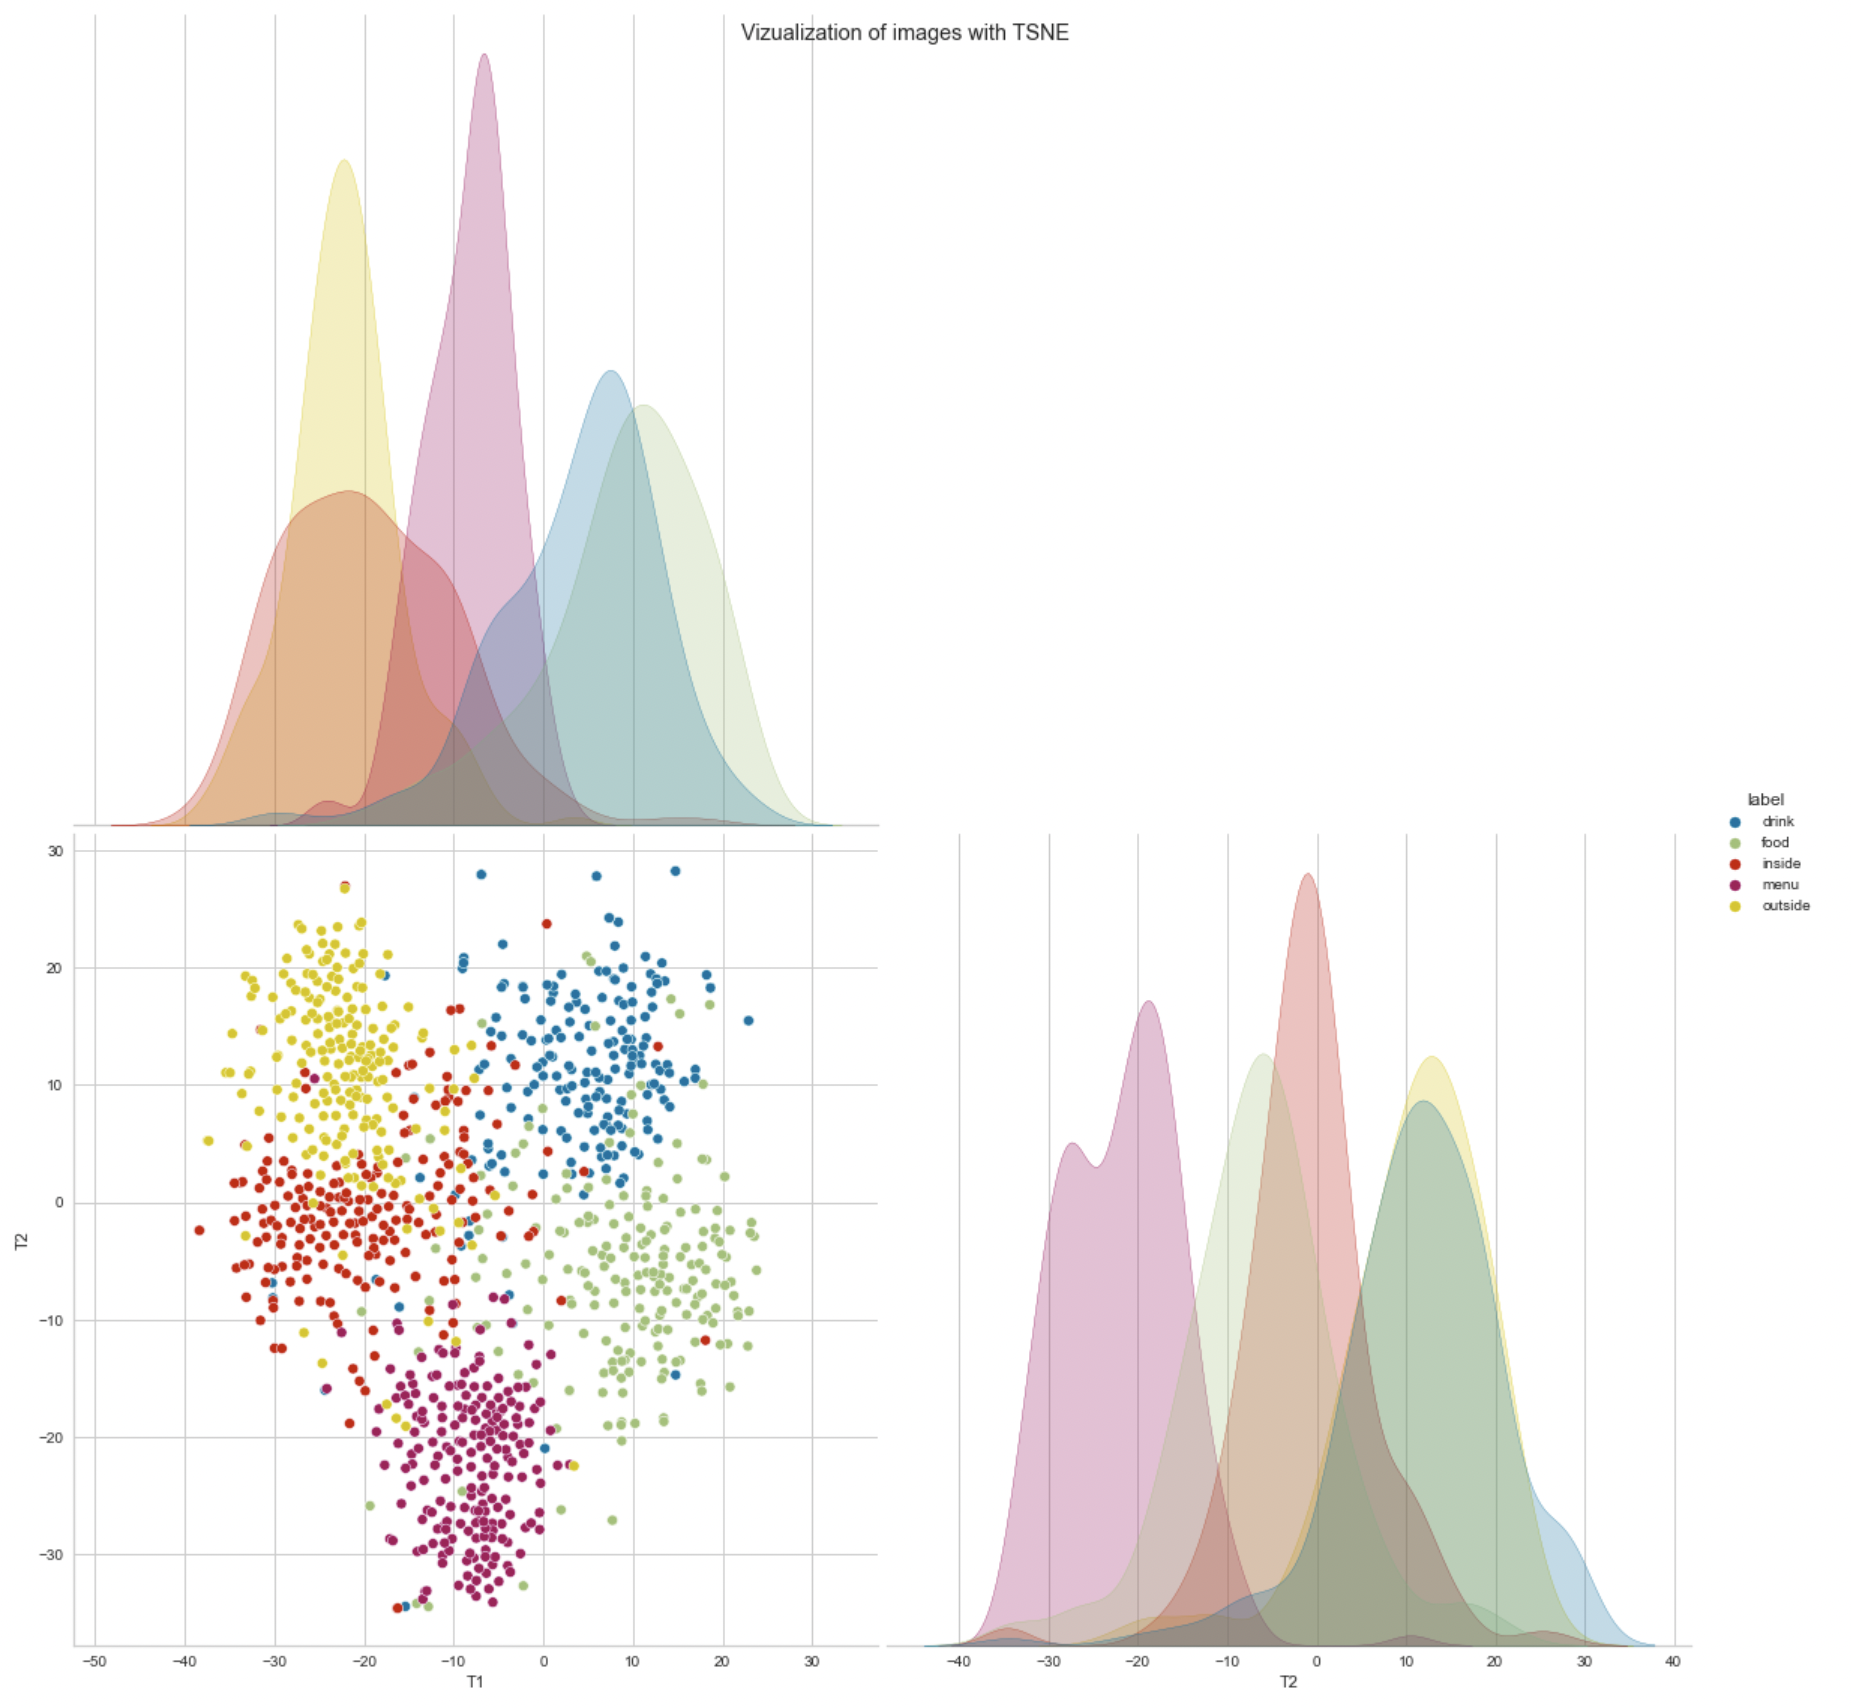 Vizualization of images with TSNE
label
drink
food
inside
menu
outside
30
20
10
0
−10
−20
−30
T2
−50 −40 −30 −20 −10 0 10 20 30
T1
−40 −30 −20 −10 0 10 20 30 40
T2